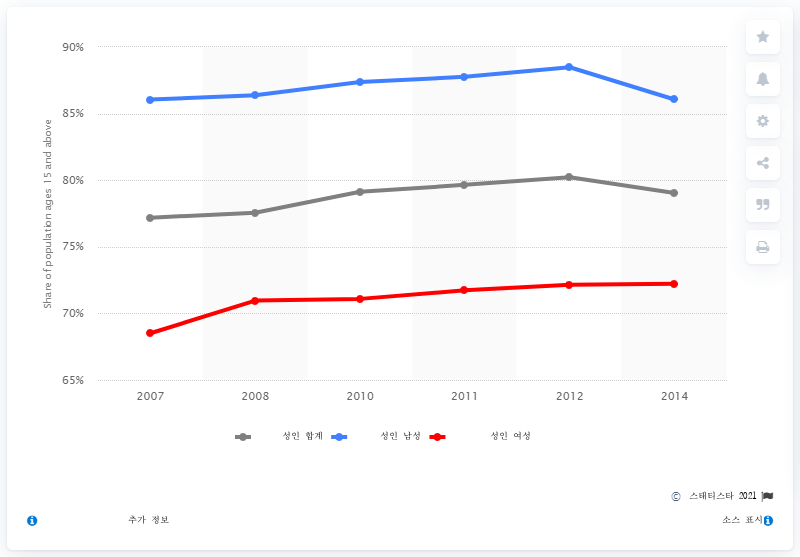 90%
85%
80%
75%
70%
65%
Share of population ages 15 and above
2007 2008 2010 2011 2012 2014
성인 합계 성인 남성 성인 여성
© 스태티스타 2021
추가 정보 소스 표시